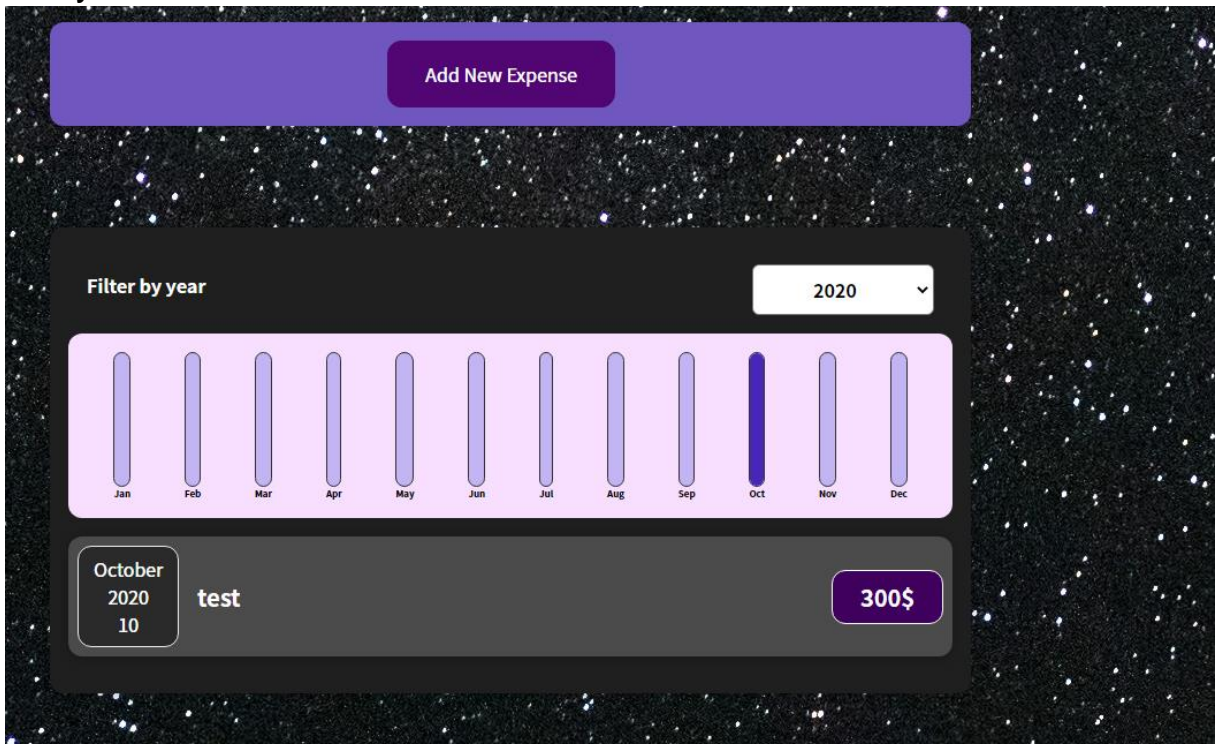 Add New Expense
Filter by year
2020
Jan Feb Mar Apr May Jun Jul Aug Sep Oct Nov Dec
October
2020
10
test
300$